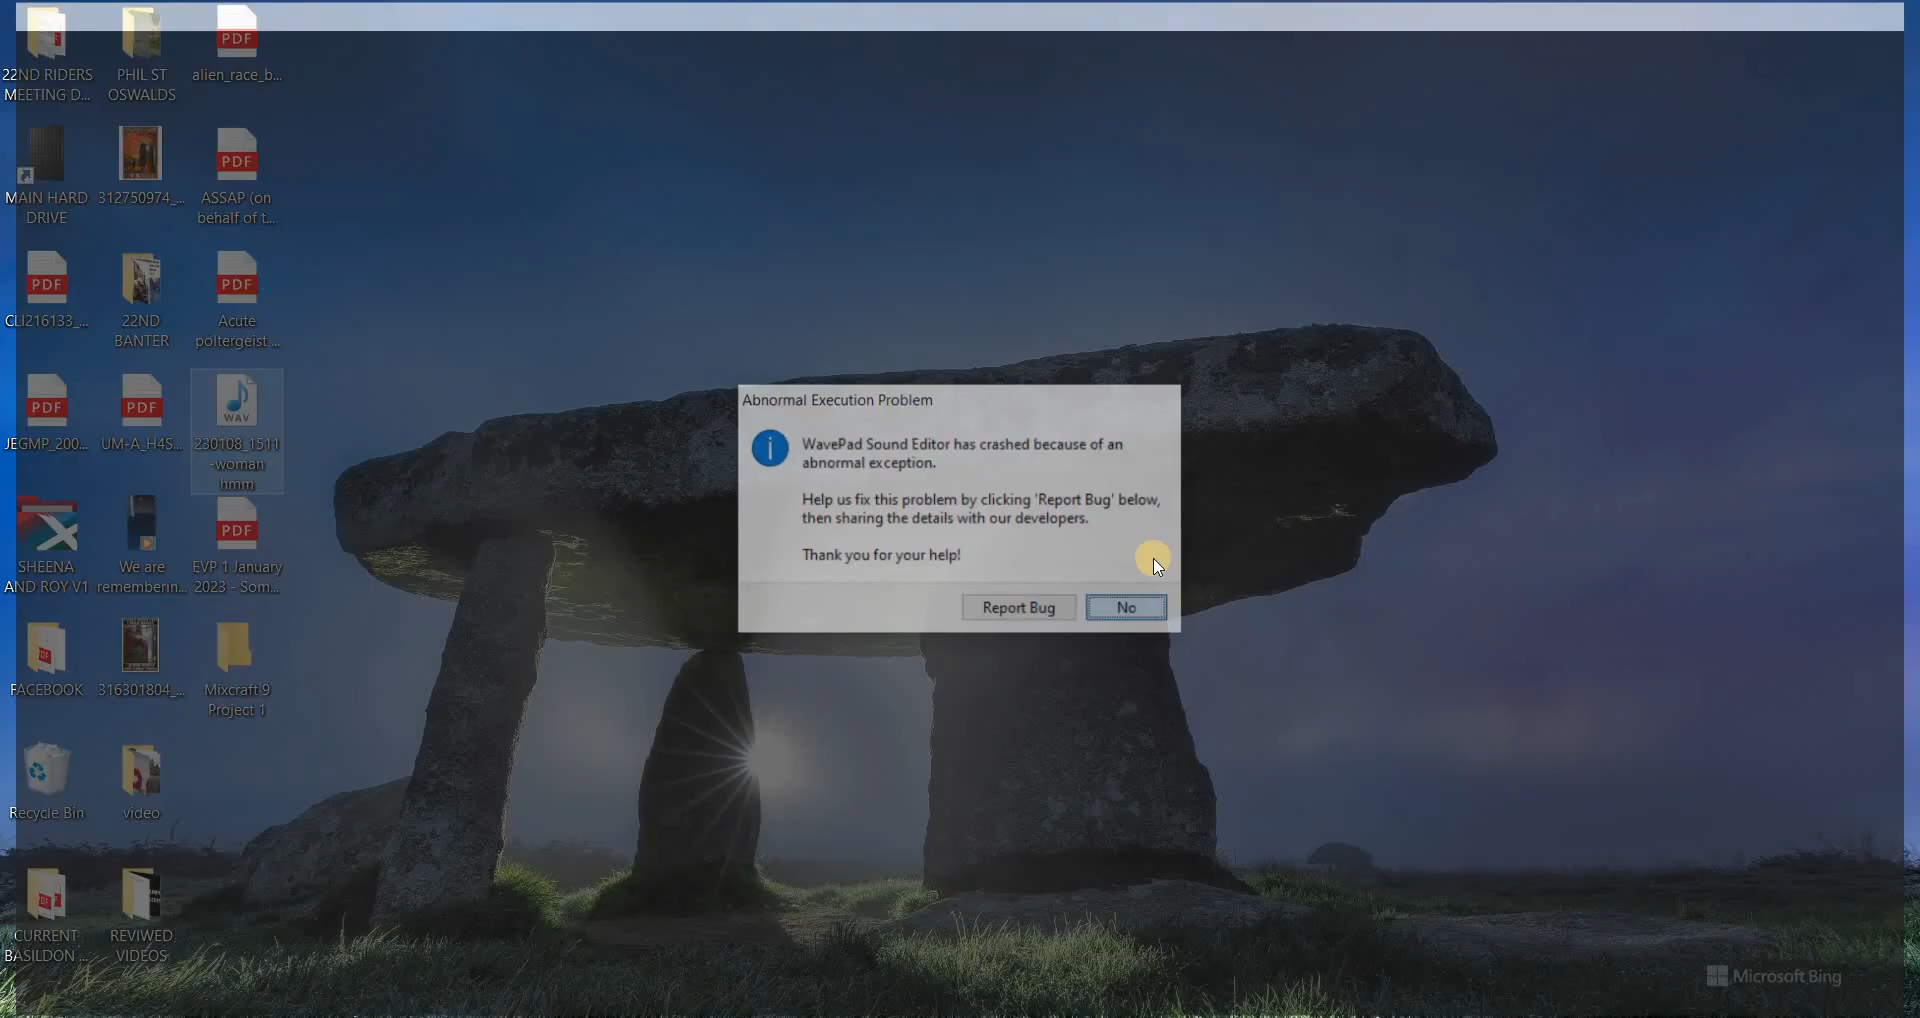 22ND RIDERS
MEETING D...
PHIL ST
OSWALDS
PDF
alien_race_b...
MAIN HARD
DRIVE
312750974_...
PDF
ASSAP (on
behalf of t...
PDF
CLI216133_...
22ND
BANTER
PDF
Acute
poltergeist ...
PDF
JEGMP_200...
PDF
UM-A_H4S...
WAV
230108_1511
-woman
hmm
SHEENA
AND ROY V1
We are
rememberin...
PDF
EVP 1 January
2023 - Som...
FACEBOOK
316301804_...
Mixcraft 9
Project 1
Recycle Bin
video
CURRENT
BASILDON ...
REVIWED
VIDEOS
Abnormal Execution Problem
WavePad Sound Editor has crashed because of an
abnormal exception.
Help us fix this problem by clicking 'Report Bug' below,
then sharing the details with our developers.
Thank you for your help!
Report Bug
No
Microsoft Bing